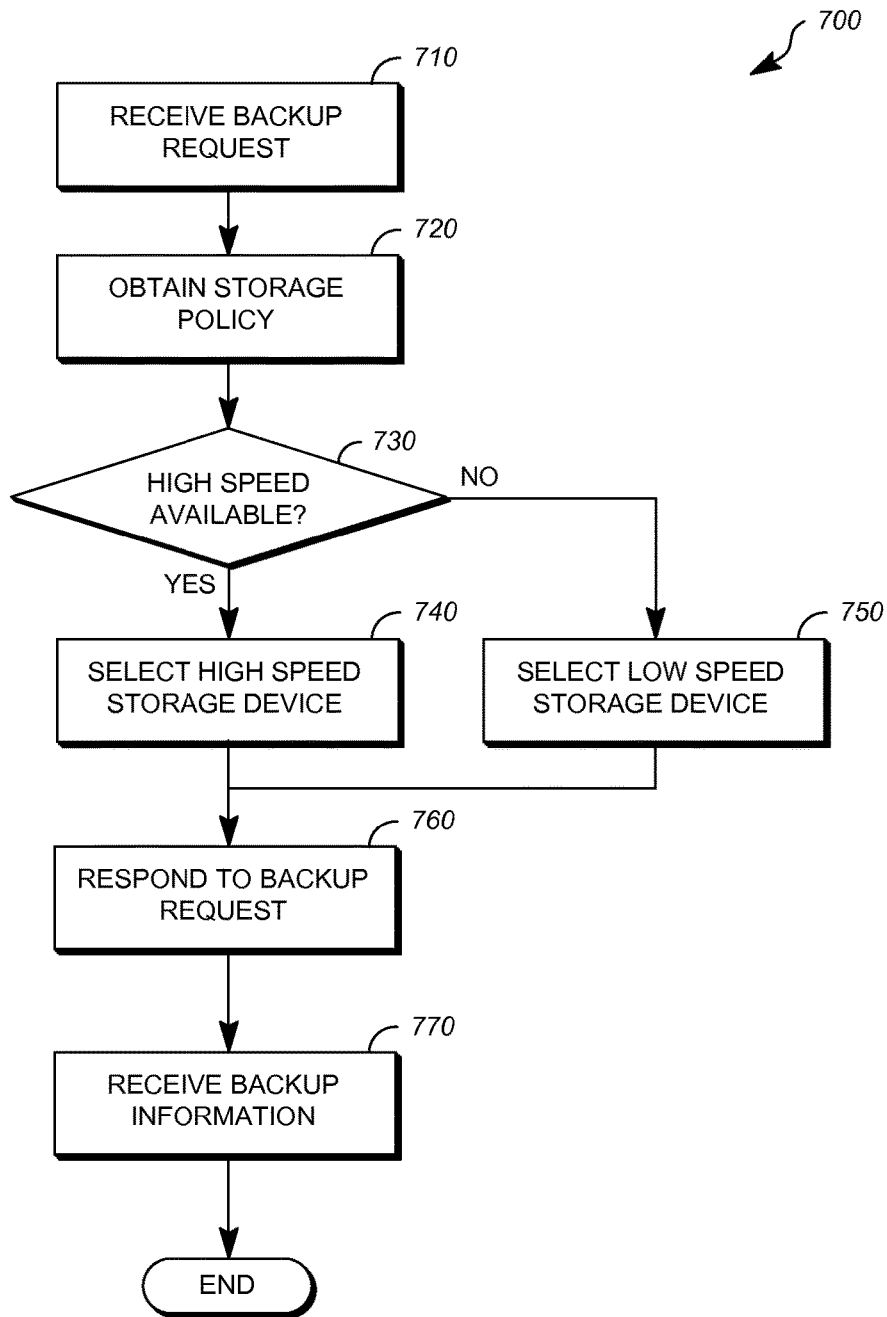 700
710
RECEIVE BACKUP
REQUEST
720
OBTAIN STORAGE
POLICY
730
HIGH SPEED
AVAILABLE?
NO
YES
740
SELECT HIGH SPEED
STORAGE DEVICE
750
SELECT LOW SPEED
STORAGE DEVICE
760
RESPOND TO BACKUP
REQUEST
770
RECEIVE BACKUP
INFORMATION
END